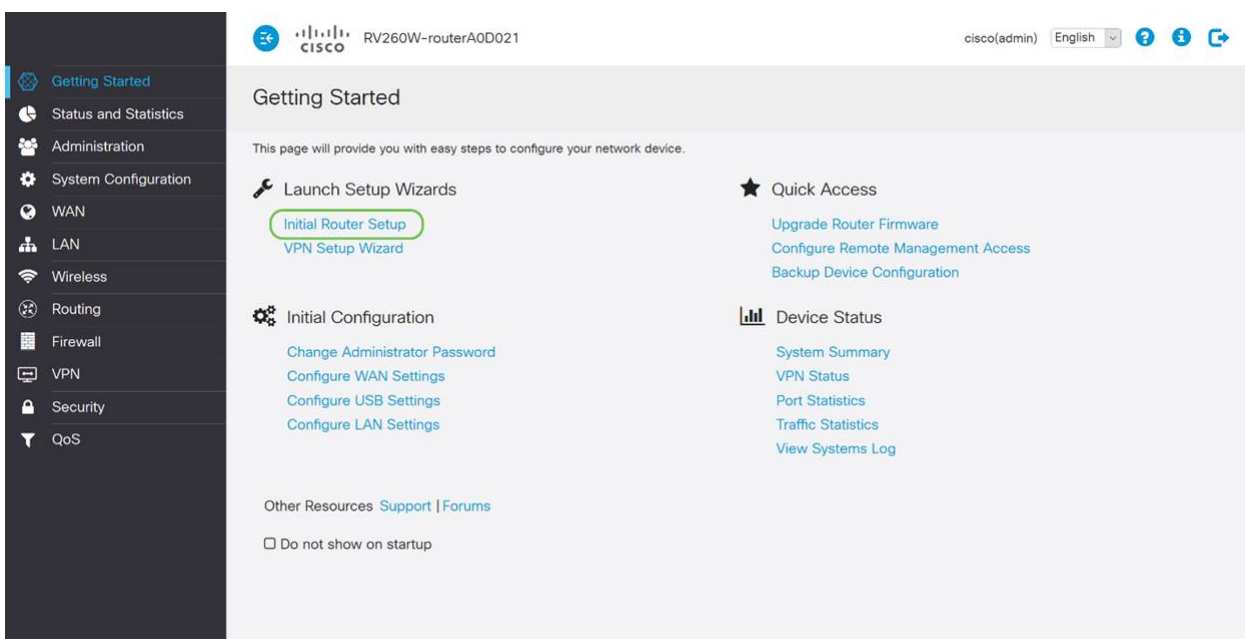 CISCO RV260W-routerA0D021 cisco(admin) English
Getting Started
Status and Statistics
Administration
System Configuration
WAN
LAN
Wireless
Routing
Firewall
VPN
Security
QoS
Getting Started
This page will provide you with easy steps to configure your network device.
Launch Setup Wizards
Initial Router Setup
VPN Setup Wizard
Quick Access
Upgrade Router Firmware
Configure Remote Management Access
Backup Device Configuration
Initial Configuration
Change Administrator Password
Configure WAN Settings
Configure USB Settings
Configure LAN Settings
Device Status
System Summary
VPN Status
Port Statistics
Traffic Statistics
View Systems Log
Other Resources Support | Forums
Do not show on startup